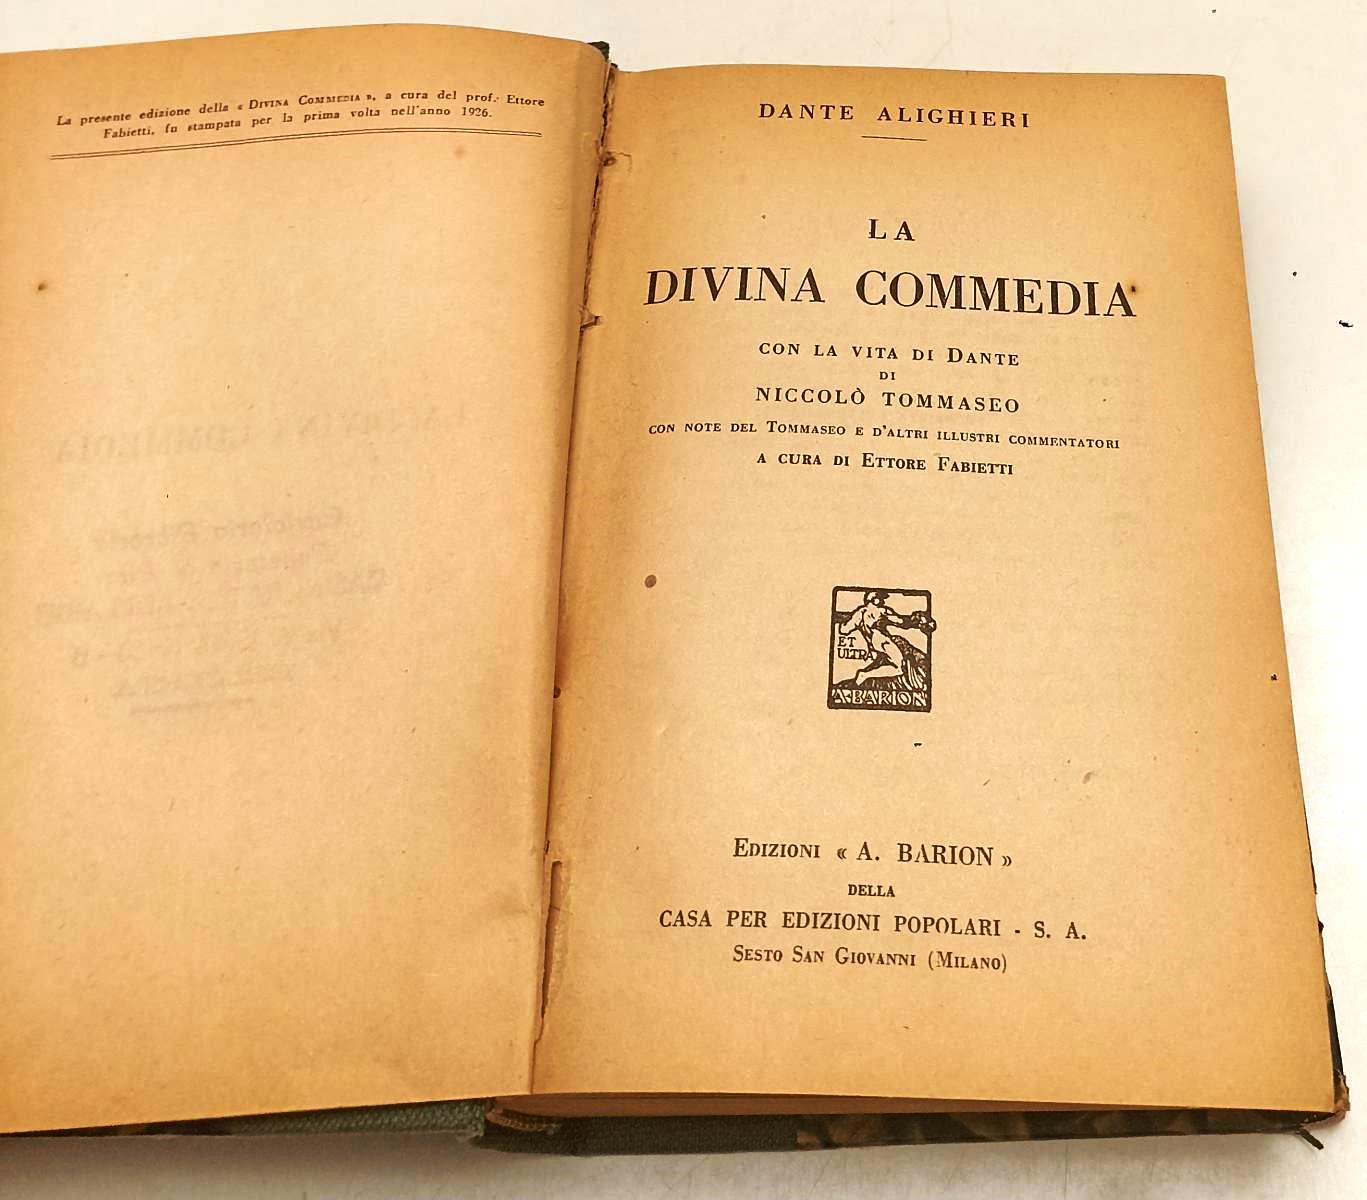 La presente edizione della « Divina Commedia », a cura del prof. Ettore
Fabietti, fu stampata per la prima volta nell'anno 1926.
DANTE ALIGHIERI
LA
DIVINA COMMEDIA
CON LA VITA DI DANTE
DI
NICCOLÒ TOMMASEO
CON NOTE DEL TOMMASEO E D'ALTRI ILLUSTRI COMMENTATORI
A CURA DI ETTORE FABIETTI
ET
ULTRA
A·BARION
EDIZIONI « A. BARION »
DELLA
CASA PER EDIZIONI POPOLARI - S. A.
SESTO SAN GIOVANNI (MILANO)